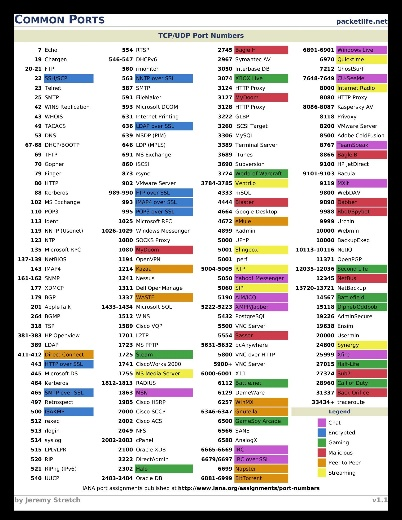 COMMON PORTS
packetlife.net
TCP/UDP Port Numbers
7 Echo
19 Chargen
20-21 FTP
22 SSH/SCP
23 Telnet
25 SMTP
42 WINS Replication
43 WHOIS
49 TACACS
53 DNS
67-68 DHCP/BOOTP
69 TFTP
70 Gopher
79 Finger
80 HTTP
88 Kerberos
102 MS Exchange
110 POP3
113 Ident
119 NNTP (Usenet)
123 NTP
135 Microsoft RPC
137-139 NetBIOS
143 IMAP4
161-162 SNMP
177 XDMCP
179 BGP
201 AppleTalk
264 BGMP
318 TSP
381-383 HP Openview
389 LDAP
411-412 Direct Connect
443 HTTP over SSL
445 Microsoft DS
464 Kerberos
465 SMTP over SSL
497 Retrospect
500 ISAKMP
512 rexec
513 rlogin
514 syslog
515 LPD/LPR
520 RIP
521 RIPng (IPv6)
540 UUCP
554 RTSP
546-547 DHCPv6
560 rmonitor
563 NNTP over SSL
587 SMTP
591 FileMaker
593 Microsoft DCOM
631 Internet Printing
636 LDAP over SSL
639 MSDP (PIM)
646 LDP (MPLS)
691 MS Exchange
860 iSCSI
873 rsync
902 VMware Server
989-990 FTP over SSL
993 IMAP4 over SSL
995 POP3 over SSL
1025 Microsoft RPC
1026-1029 Windows Messenger
1080 SOCKS Proxy
1080 MyDoom
1194 OpenVPN
1214 Kazaa
1241 Nessus
1311 Dell OpenManage
1337 WASTE
1433-1434 Microsoft SQL
1512 WINS
1589 Cisco VQP
1701 L2TP
1723 MS PPTP
1725 Steam
1741 CiscoWorks 2000
1755 MS Media Server
1812-1813 RADIUS
1863 MSN
1985 Cisco HSRP
2000 Cisco SCCP
2002 Cisco ACS
2049 NFS
2082-2083 cPanel
2100 Oracle XDB
2222 DirectAdmin
2302 Halo
2483-2484 Oracle DB
2745 Bagle.H
2967 Symantec AV
3050 Interbase DB
3074 XBOX Live
3124 HTTP Proxy
3127 MyDoom
3128 HTTP Proxy
3222 GLBP
3260 iSCSI Target
3306 MySQL
3389 Terminal Server
3689 iTunes
3690 Subversion
3724 World of Warcraft
3784-3785 Ventrilo
4333 mSQL
4444 Blaster
4664 Google Desktop
4672 eMule
4899 Radmin
5000 UPnP
5001 Slingbox
5001 iperf
5004-5005 RTP
5050 Yahoo! Messenger
5060 SIP
5190 AIM/ICQ
5222-5223 XMPP/Jabber
5432 PostgreSQL
5500 VNC Server
5554 Sasser
5631-5632 pcAnywhere
5800 VNC over HTTP
5900+ VNC Server
6000-6001 X11
6112 Battle.net
6129 DameWare
6257 WinMX
6346-6347 Gnutella
6500 GameSpy Arcade
6566 SANE
6588 AnalogX
6665-6669 IRC
6679/6697 IRC over SSL
6699 Napster
6881-6999 BitTorrent
6891-6901 Windows Live
6970 Quicktime
7212 GhostSurf
7648-7649 CU-SeeMe
8000 Internet Radio
8080 HTTP Proxy
8086-8087 Kaspersky AV
8118 Privoxy
8200 VMware Server
8500 Adobe ColdFusion
8767 TeamSpeak
8866 Bagle.B
9100 HP JetDirect
9101-9103 Bacula
9119 MXit
9800 WebDAV
9898 Dabber
9988 Rbot/Spybot
9999 Urchin
10000 Webmin
10000 BackupExec
10113-10116 NetIQ
11371 OpenPGP
12035-12036 Second Life
12345 NetBus
13720-13721 NetBackup
14567 Battlefield
15118 Dipnet/Oddbob
19226 AdminSecure
19638 Ensim
20000 Usermin
24800 Synergy
25999 Xfire
27015 Half-Life
27374 Sub7
28960 Call of Duty
31337 Back Orifice
33434+ traceroute
Legend
Chat
Encrypted
Gaming
Malicious
Peer to Peer
Streaming
IANA port assignments published at http://www.iana.org/assignments/port-numbers
by Jeremy Stretch
v1.1